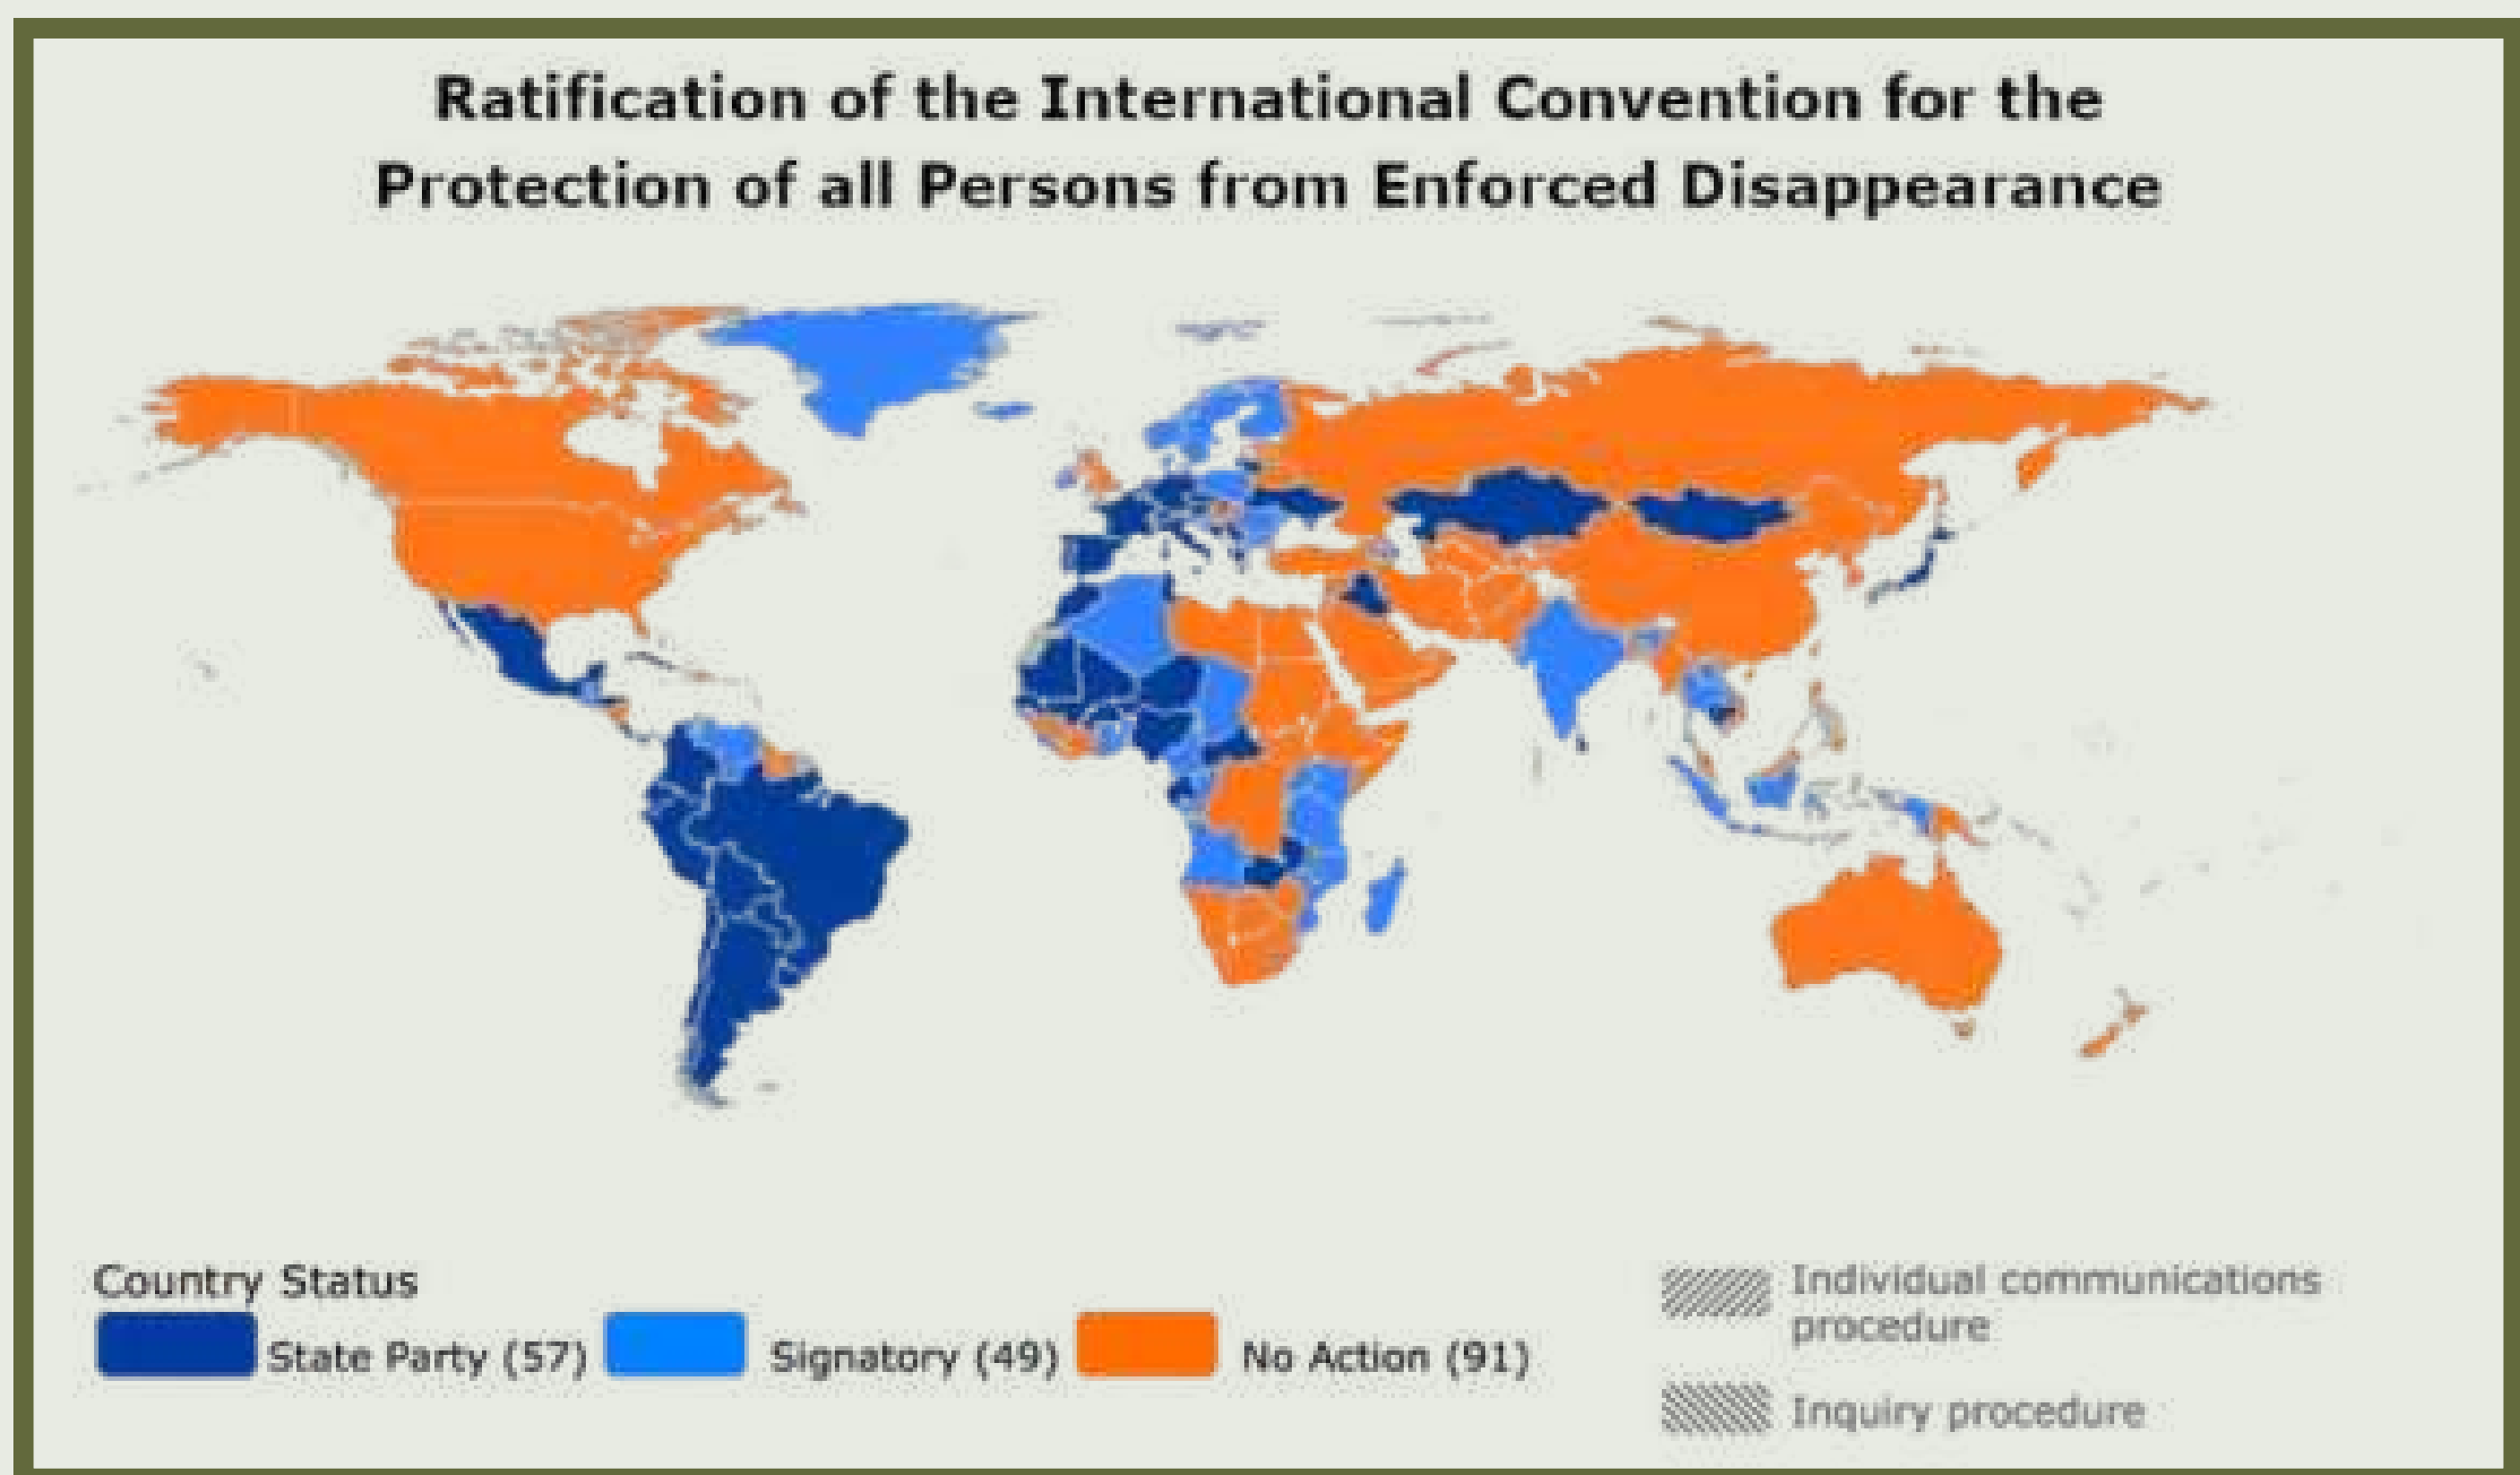 Ratification of the International Convention for the
Protection of all Persons from Enforced Disappearance
Country Status
State Party (57)
Signatory (49)
No Action (91)
Individual communications
procedure
Inquiry procedure